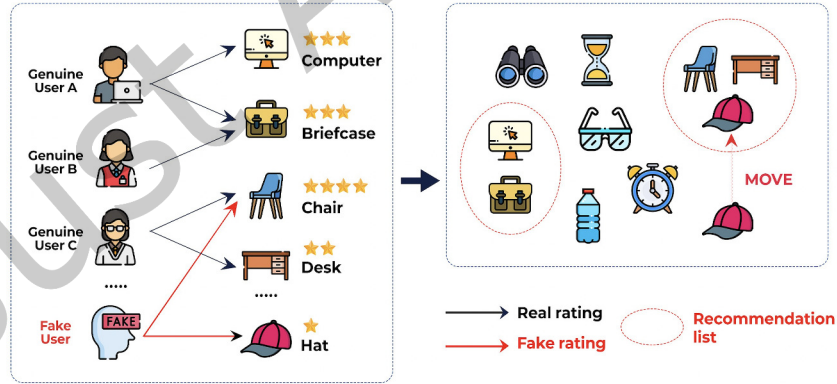 Genuine
User A
Computer
Briefcase
Genuine
User B
Chair
Genuine
User C
Desk
.....
.....
Fake
User
FAKE
Hat
MOVE
Real rating
Fake rating
Recommendation
list